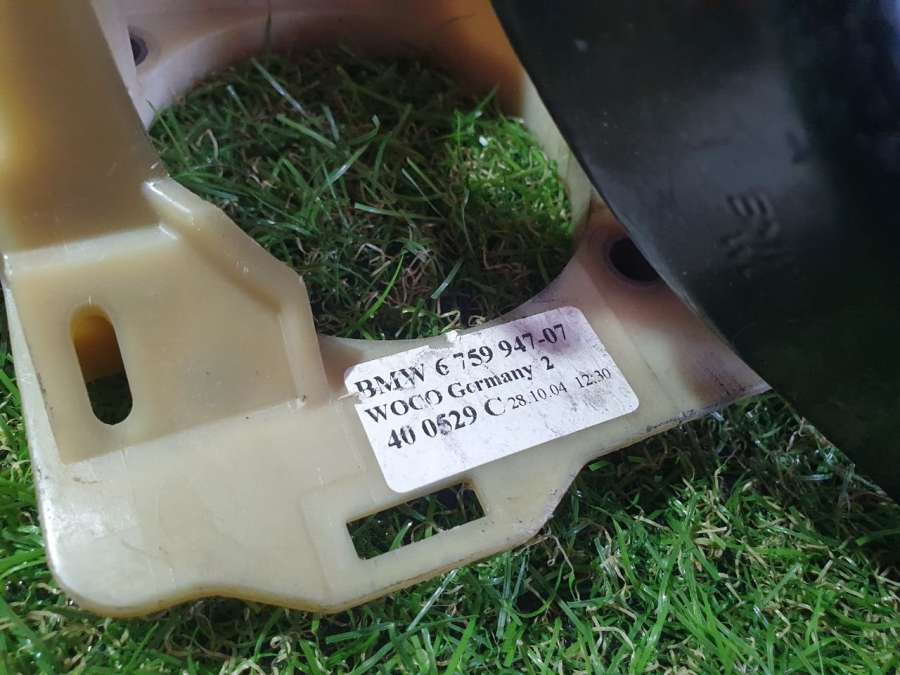 BMW 6 759 947-07
WOCO Germany 2
40 0529 C 28.10.04 12:30